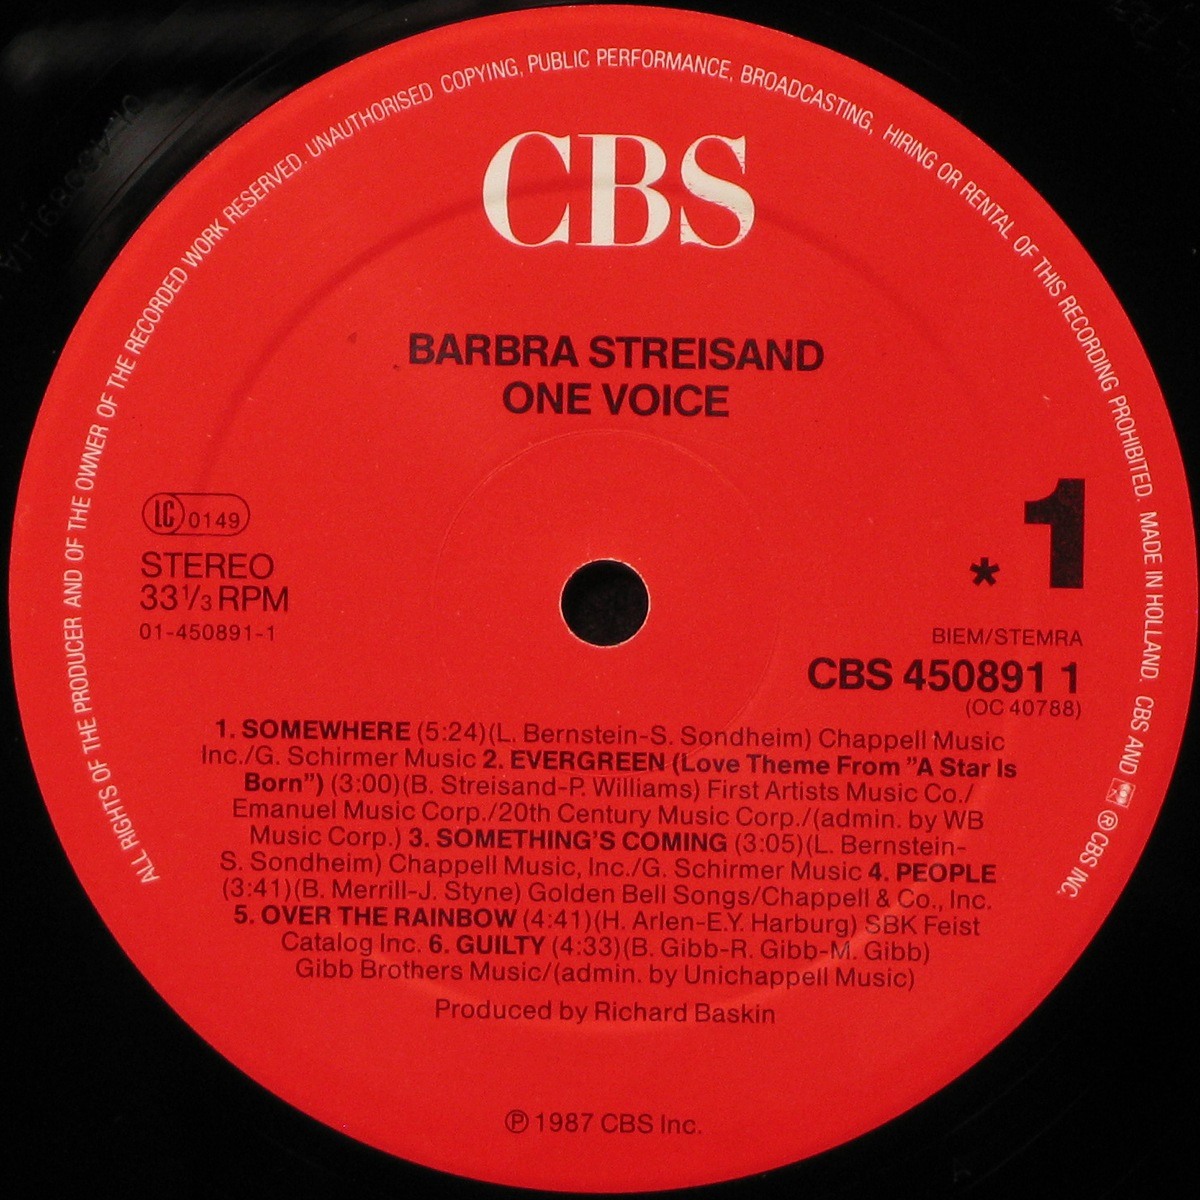 ALL RIGHTS OF THE PRODUCER AND OF THE OWNER OF THE RECORDED WORK RESERVED. UNAUTHORISED COPYING, PUBLIC PERFORMANCE, BROADCASTING, HIRING OR RENTAL OF THIS RECORDING PROHIBITED. MADE IN HOLLAND. CBS AND ® CBS INC.
CBS
BARBRA STREISAND
ONE VOICE
LC 0149
STEREO
33 1/3 RPM
01-450891-1
* 1
BIEM/STEMRA
CBS 450891 1
(OC 40788)
1. SOMEWHERE (5:24)(L. Bernstein-S. Sondheim) Chappell Music
Inc./G. Schirmer Music 2. EVERGREEN (Love Theme From "A Star Is
Born") (3:00)(B. Streisand-P. Williams) First Artists Music Co./
Emanuel Music Corp./20th Century Music Corp./(admin. by WB
Music Corp.) 3. SOMETHING'S COMING (3:05)(L. Bernstein-
S. Sondheim) Chappell Music, Inc./G. Schirmer Music 4. PEOPLE
(3:41)(B. Merrill-J. Styne) Golden Bell Songs/Chappell & Co., Inc.
5. OVER THE RAINBOW (4:41)(H. Arlen-E.Y. Harburg) SBK Feist
Catalog Inc. 6. GUILTY (4:33)(B. Gibb-R. Gibb-M. Gibb)
Gibb Brothers Music/(admin. by Unichappell Music)
Produced by Richard Baskin
℗ 1987 CBS Inc.